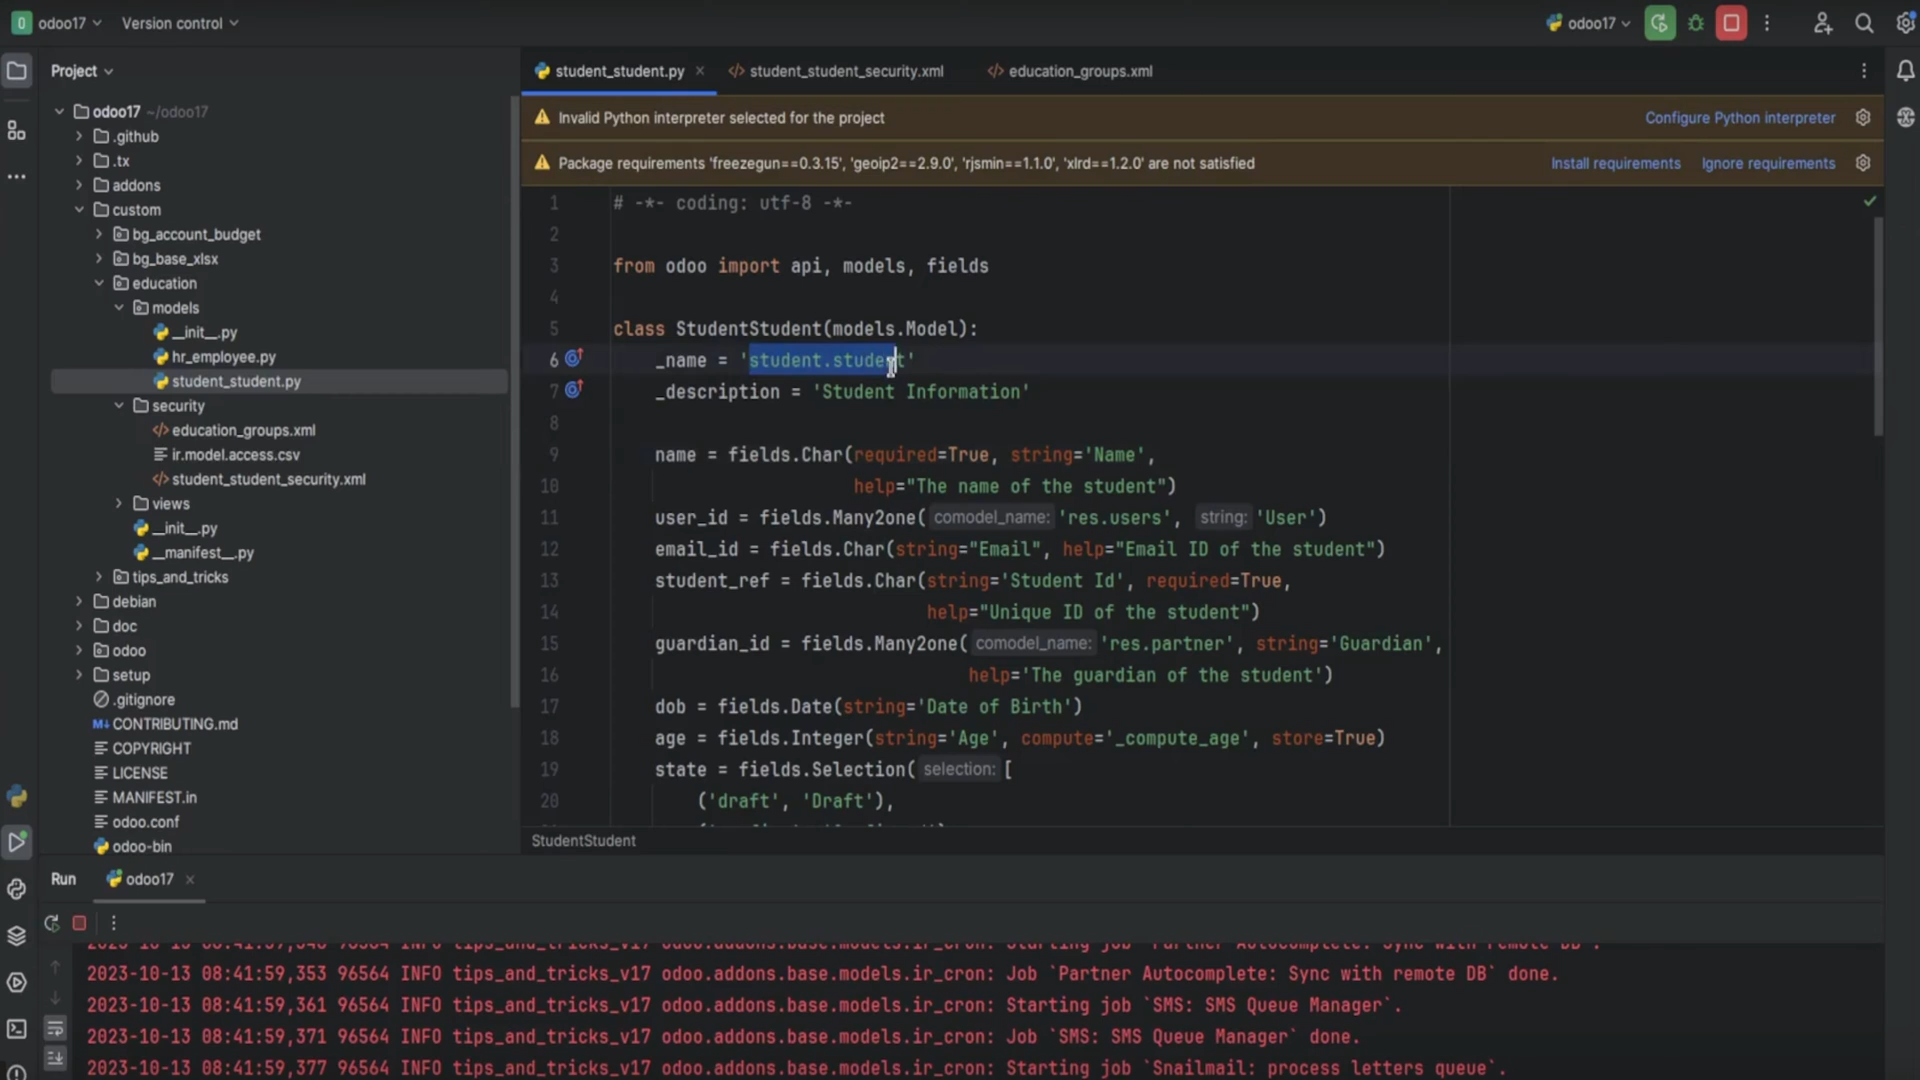 O odoo17 Version control odoo17
Project
student_student.py student_student_security.xml education_groups.xml
odoo17 ~/odoo17
.github
.tx
addons
custom
bg_account_budget
bg_base_xlsx
education
models
__init__.py
hr_employee.py
student_student.py
security
education_groups.xml
ir.model.access.csv
student_student_security.xml
views
__init__.py
__manifest__.py
tips_and_tricks
debian
doc
odoo
setup
.gitignore
M↓ CONTRIBUTING.md
COPYRIGHT
LICENSE
MANIFEST.in
odoo.conf
odoo-bin
Invalid Python interpreter selected for the project Configure Python interpreter
Package requirements 'freezegun==0.3.15', 'geoip2==2.9.0', 'rjsmin==1.1.0', 'xlrd==1.2.0' are not satisfied Install requirements Ignore requirements
1 # -*- coding: utf-8 -*-
2
3 from odoo import api, models, fields
4
5 class StudentStudent(models.Model):
6 _name = 'student.student'
7 _description = 'Student Information'
8
9 name = fields.Char(required=True, string='Name',
10 help="The name of the student")
11 user_id = fields.Many2one( comodel_name: 'res.users', string: 'User')
12 email_id = fields.Char(string="Email", help="Email ID of the student")
13 student_ref = fields.Char(string='Student Id', required=True,
14 help="Unique ID of the student")
15 guardian_id = fields.Many2one( comodel_name: 'res.partner', string='Guardian',
16 help='The guardian of the student')
17 dob = fields.Date(string='Date of Birth')
18 age = fields.Integer(string='Age', compute='_compute_age', store=True)
19 state = fields.Selection( selection: [
20 ('draft', 'Draft'),
StudentStudent
Run odoo17
INFO tips_and_tricks_v17 odoo.addons.base.models.ir_cron: Starting job `Partner Autocomplete: Sync with remote DB`.
2023-10-13 08:41:59,353 96564 INFO tips_and_tricks_v17 odoo.addons.base.models.ir_cron: Job `Partner Autocomplete: Sync with remote DB` done.
2023-10-13 08:41:59,361 96564 INFO tips_and_tricks_v17 odoo.addons.base.models.ir_cron: Starting job `SMS: SMS Queue Manager`.
2023-10-13 08:41:59,371 96564 INFO tips_and_tricks_v17 odoo.addons.base.models.ir_cron: Job `SMS: SMS Queue Manager` done.
2023-10-13 08:41:59,377 96564 INFO tips_and_tricks_v17 odoo.addons.base.models.ir_cron: Starting job `Snailmail: process letters queue`.